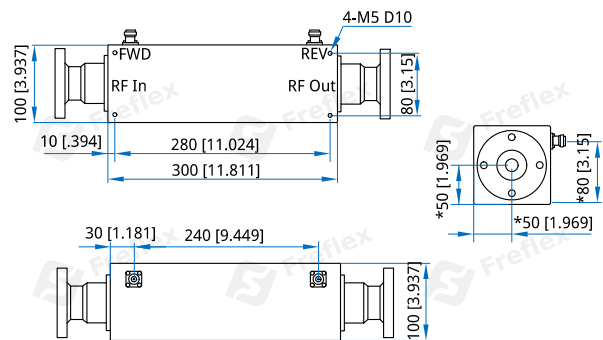 4-M5 D10
FWD
REV
RF In
RF Out
100 [3.937]
80 [3.15]
10 [.394]
280 [11.024]
300 [11.811]
*50 [1.969]
*80 [3.15]
*50 [1.969]
30 [1.181]
240 [9.449]
100 [3.937]
Freflex
Freflex
Freflex
Freflex
Freflex
Freflex